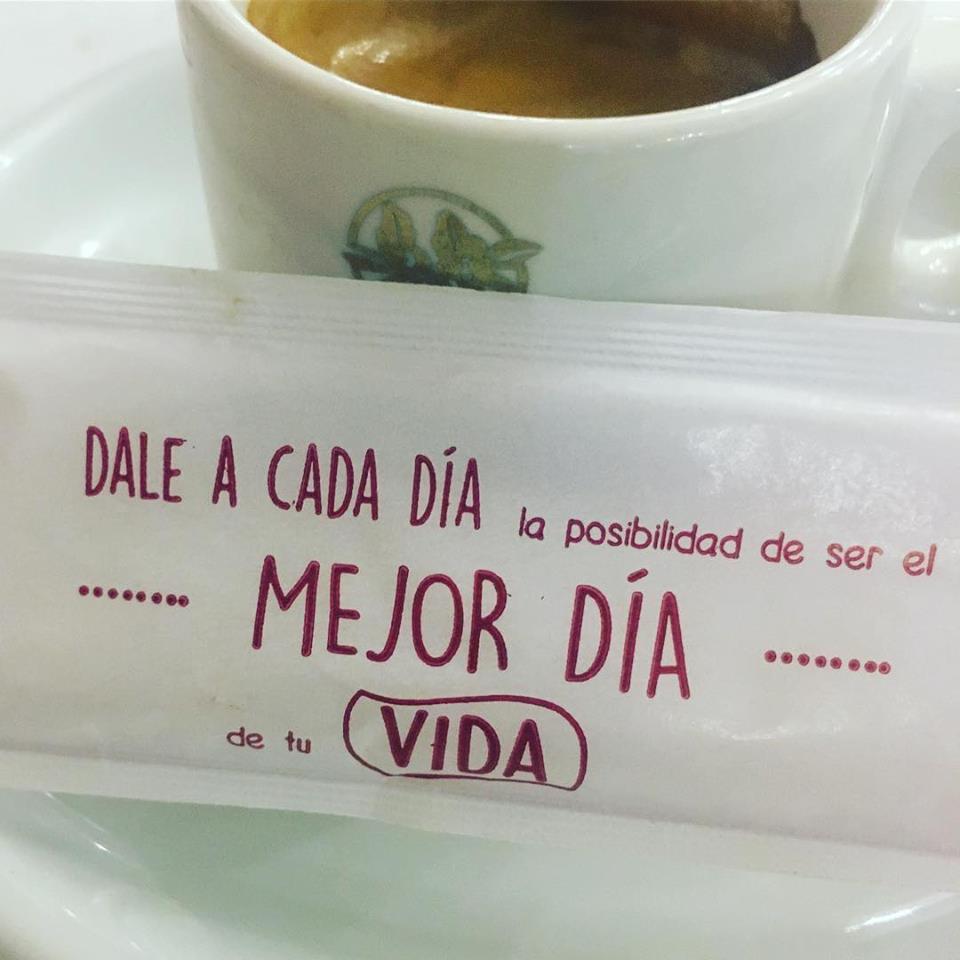 DALE A CADA DÍA la posibilidad de ser el
MEJOR DÍA
de tu VIDA